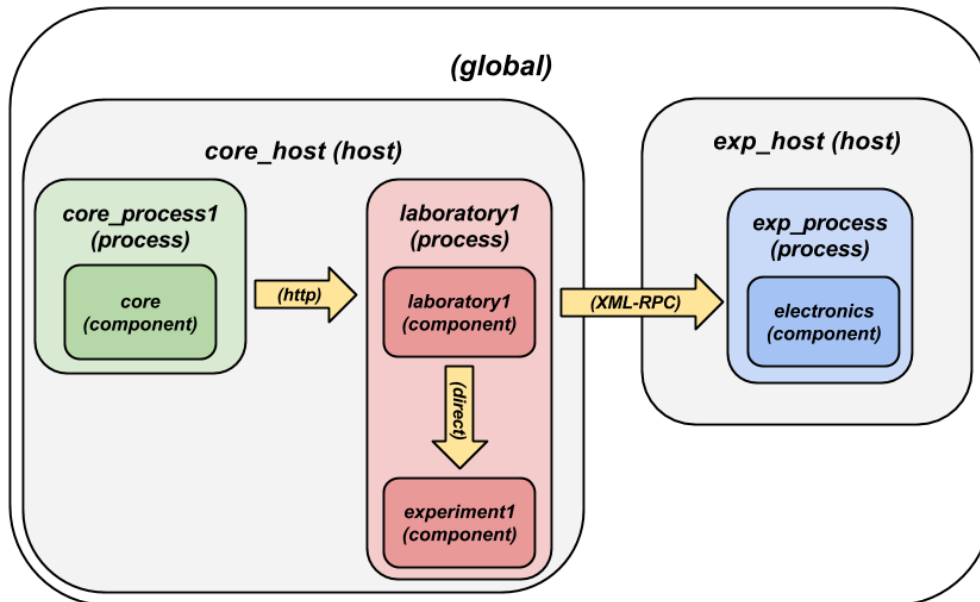 (global)
core_host (host)
exp_host (host)
core_process1
(process)
core
(component)
(http)
laboratory1
(process)
laboratory1
(component)
(direct)
experiment1
(component)
(XML-RPC)
exp_process
(process)
electronics
(component)